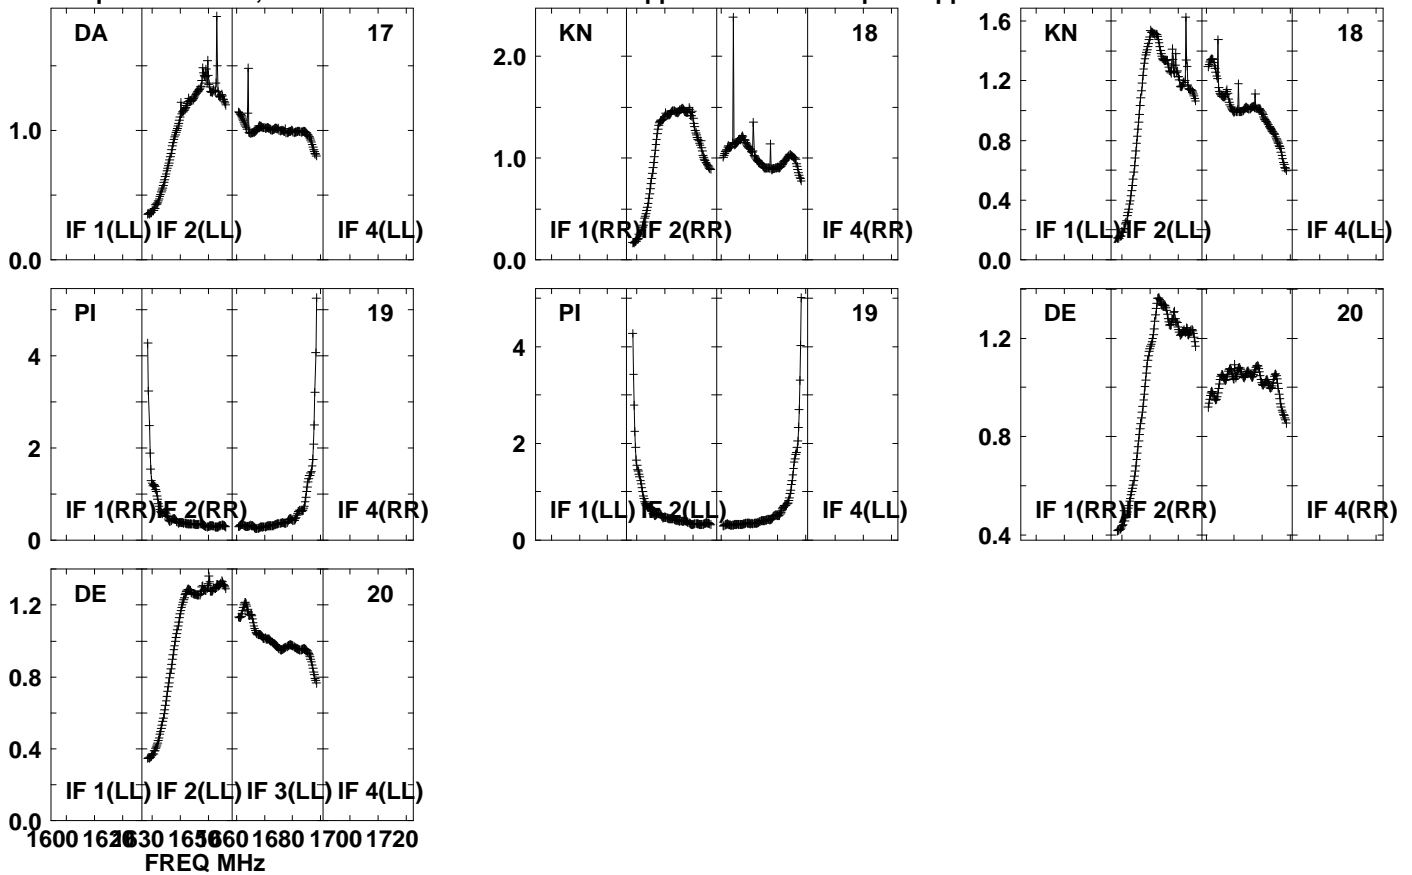 DA 17
1.0
IF 1(LL) IF 2(LL) IF 4(LL)
0.0
KN 18
2.0
1.0
IF 1(RR) IF 2(RR) IF 4(RR)
0.0
KN 18
1.6
1.2
0.8
0.4
IF 1(LL) IF 2(LL) IF 4(LL)
0.0
PI 19
4
2
IF 1(RR) IF 2(RR) IF 4(RR)
0
PI 19
4
2
IF 1(LL) IF 2(LL) IF 4(LL)
0
DE 20
1.2
0.8
IF 1(RR) IF 2(RR) IF 4(RR)
0.4
DE 20
1.2
0.8
0.4
IF 1(LL) IF 2(LL) IF 3(LL) IF 4(LL)
0.0
1600 1620 1630 1650 1660 1680 1700 1720
FREQ MHz